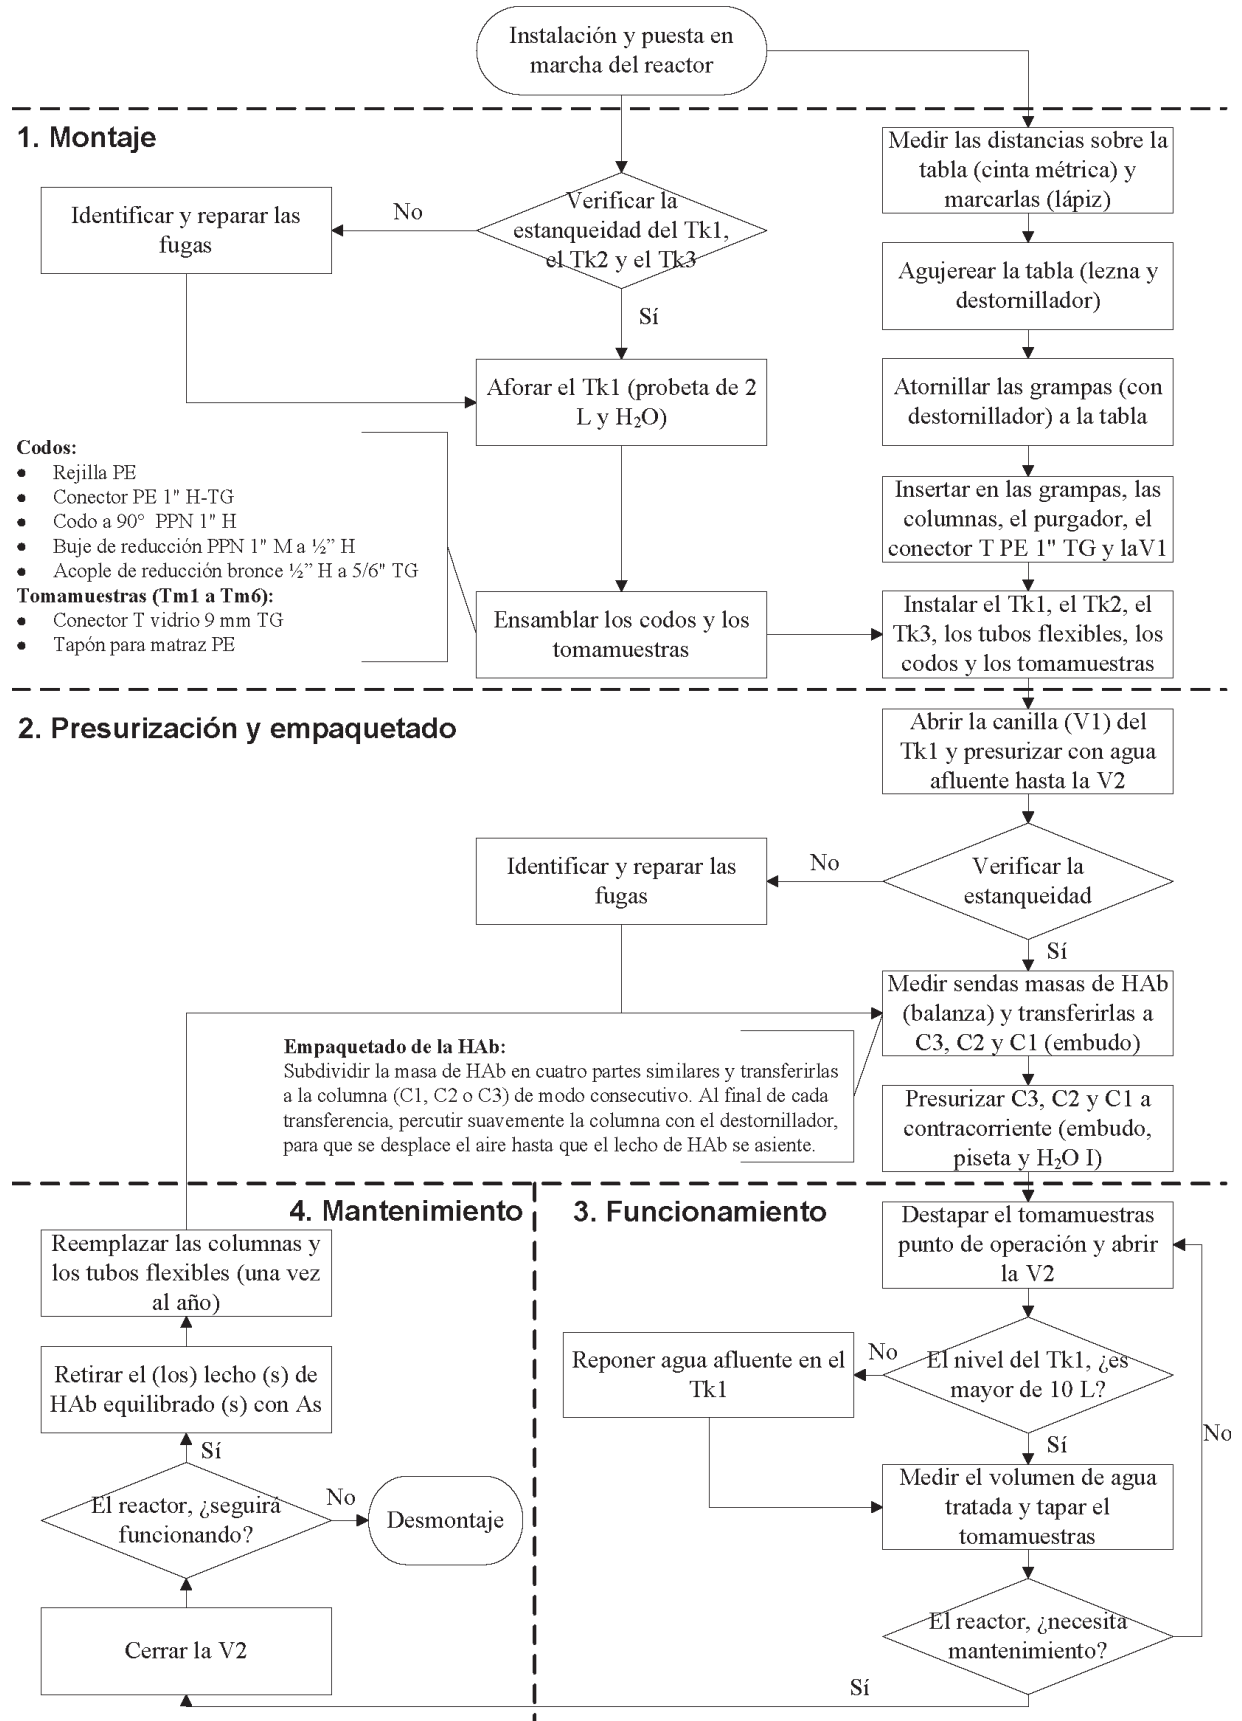 Instalación y puesta en
marcha del reactor
1. Montaje
Medir las distancias sobre la
tabla (cinta métrica) y
marcarlas (lápiz)
Identificar y reparar las
fugas
No
Verificar la
estanqueidad del Tk1,
el Tk2 y el Tk3
Sí
Agujerear la tabla (lezna y
destornillador)
Aforar el Tk1 (probeta de 2
L y H₂O)
Atornillar las grampas (con
destornillador) a la tabla
Codos:
• Rejilla PE
• Conector PE 1" H-TG
• Codo a 90° PPN 1" H
• Buje de reducción PPN 1" M a ½” H
• Acople de reducción bronce ½” H a 5/6" TG
Tomamuestras (Tm1 a Tm6):
• Conector T vidrio 9 mm TG
• Tapón para matraz PE
Insertar en las grampas, las
columnas, el purgador, el
conector T PE 1" TG y laV1
Ensamblar los codos y los
tomamuestras
Instalar el Tk1, el Tk2, el
Tk3, los tubos flexibles, los
codos y los tomamuestras
2. Presurización y empaquetado
Abrir la canilla (V1) del
Tk1 y presurizar con agua
afluente hasta la V2
Identificar y reparar las
fugas
No
Verificar la
estanqueidad
Sí
Medir sendas masas de HAb
(balanza) y transferirlas a
C3, C2 y C1 (embudo)
Empaquetado de la HAb:
Subdividir la masa de HAb en cuatro partes similares y transferirlas
a la columna (C1, C2 o C3) de modo consecutivo. Al final de cada
transferencia, percutir suavemente la columna con el destornillador,
para que se desplace el aire hasta que el lecho de HAb se asiente.
Presurizar C3, C2 y C1 a
contracorriente (embudo,
piseta y H₂O I)
4. Mantenimiento
3. Funcionamiento
Reemplazar las columnas y
los tubos flexibles (una vez
al año)
Destapar el tomamuestras
punto de operación y abrir
la V2
Retirar el (los) lecho (s) de
HAb equilibrado (s) con As
Reponer agua afluente en el
Tk1
No
El nivel del Tk1, ¿es
mayor de 10 L?
No
Sí
Sí
El reactor, ¿seguirá
funcionando?
No
Desmontaje
Medir el volumen de agua
tratada y tapar el
tomamuestras
Cerrar la V2
El reactor, ¿necesita
mantenimiento?
Sí